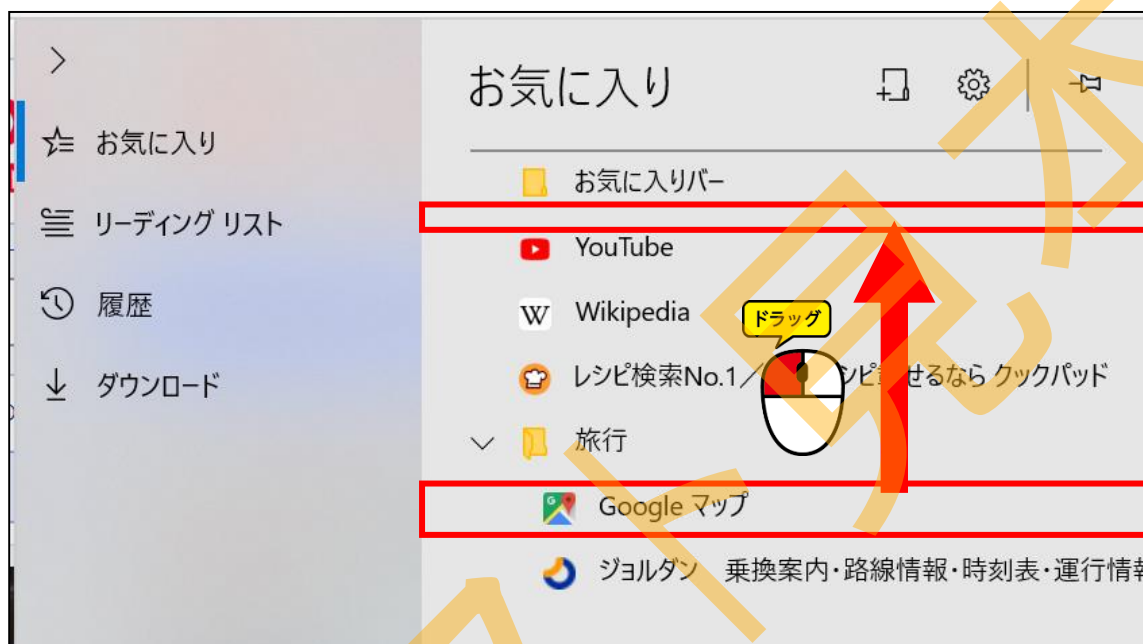 お気に入り
リーディング リスト
履歴
ダウンロード
お気に入り
お気に入りバー
YouTube
W Wikipedia
ドラッグ
レシピ検索No.1／ シピ せるなら クックパッド
旅行
Google マップ
ジョルダン 乗換案内・路線情報・時刻表・運行情報
見本